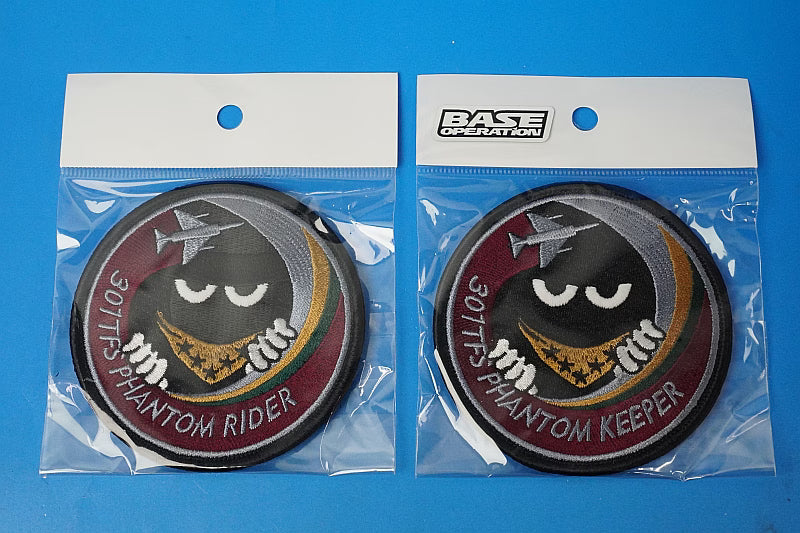 BASE
OPERATION
301TFS PHANTOM RIDER
301TFS PHANTOM KEEPER